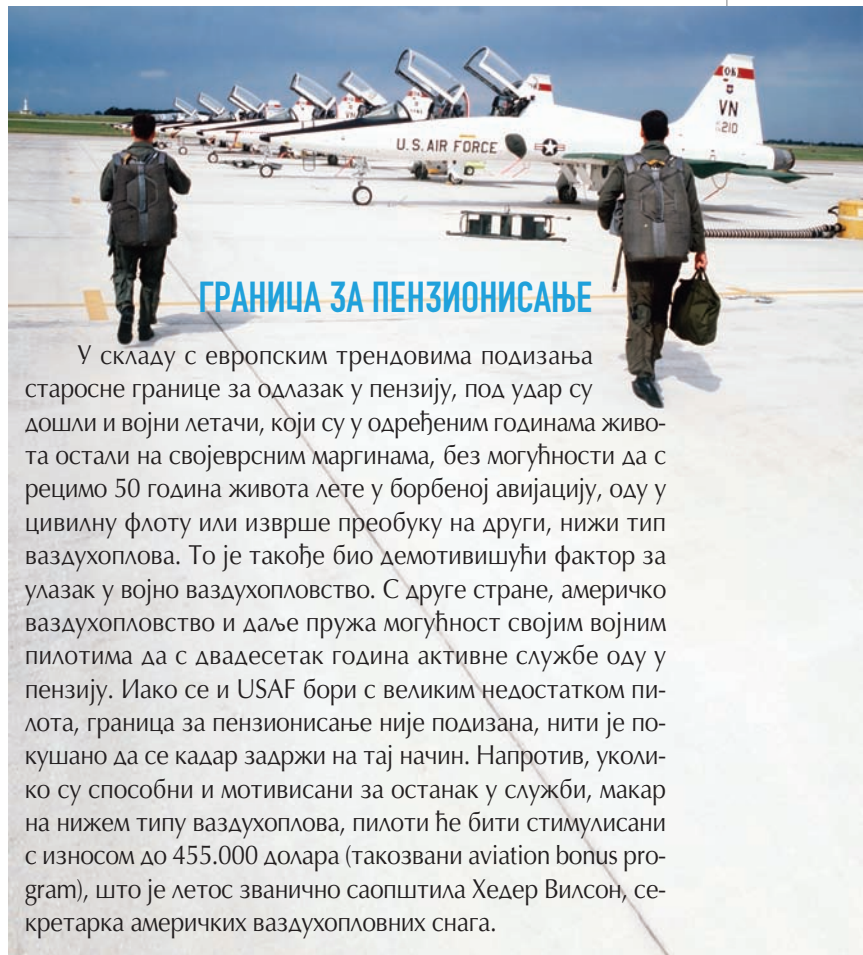 OK
VN
210
U.S. AIR FORCE
ГРАНИЦА ЗА ПЕНЗИОНИСАЊЕ
У складу с европским трендовима подизања
старосне границе за одлазак у пензију, под удар су
дошли и војни летачи, који су у одређеним годинама живо-
та остали на својеврсним маргинама, без могућности да с
рецимо 50 година живота лете у борбеној авијацију, оду у
цивилну флоту или изврше преобуку на други, нижи тип
ваздухоплова. То је такође био демотивишући фактор за
улазак у војно ваздухопловство. С друге стране, америчко
ваздухопловство и даље пружа могућност својим војним
пилотима да с двадесетак година активне службе оду у
пензију. Иако се и USAF бори с великим недостатком пи-
лота, граница за пензионисање није подизана, нити је по-
кушано да се кадар задржи на тај начин. Напротив, уколи-
ко су способни и мотивисани за останак у служби, макар
на нижем типу ваздухоплова, пилоти ће бити стимулисани
с износом до 455.000 долара (такозвани aviation bonus pro-
gram), што је летос званично саопштила Хедер Вилсон, се-
кретарка америчких ваздухопловних снага.